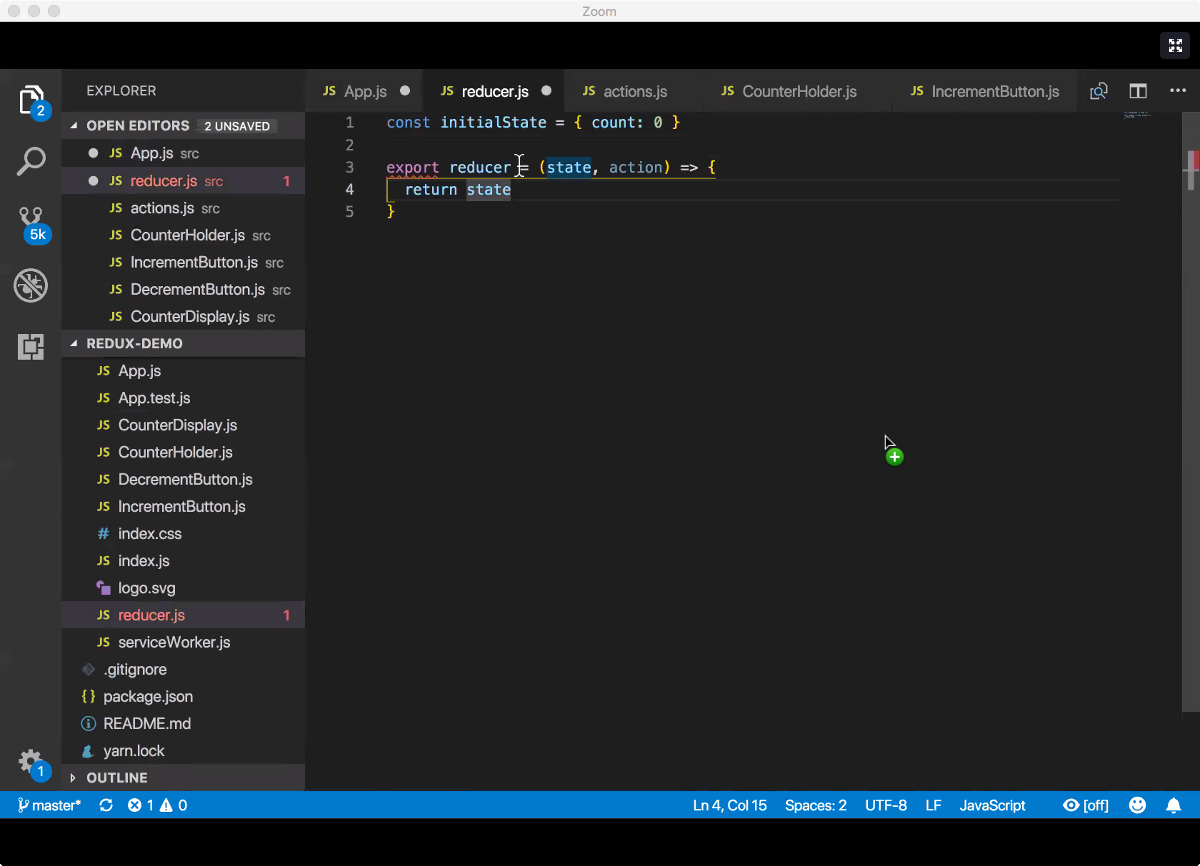 Zoom
EXPLORER
JS App.js
JS reducer.js
JS actions.js
JS CounterHolder.js
JS IncrementButton.js
2
OPEN EDITORS 2 UNSAVED
JS App.js src
JS reducer.js src 1
JS actions.js src
JS CounterHolder.js src
JS IncrementButton.js src
JS DecrementButton.js src
JS CounterDisplay.js src
5k
REDUX-DEMO
JS App.js
JS App.test.js
JS CounterDisplay.js
JS CounterHolder.js
JS DecrementButton.js
JS IncrementButton.js
# index.css
JS index.js
logo.svg
JS reducer.js 1
JS serviceWorker.js
.gitignore
{ } package.json
README.md
yarn.lock
OUTLINE
1
1 const initialState = { count: 0 }
2
3 export reducer = (state, action) => {
4 return state
5 }
master* 1 0 Ln 4, Col 15 Spaces: 2 UTF-8 LF JavaScript [off]